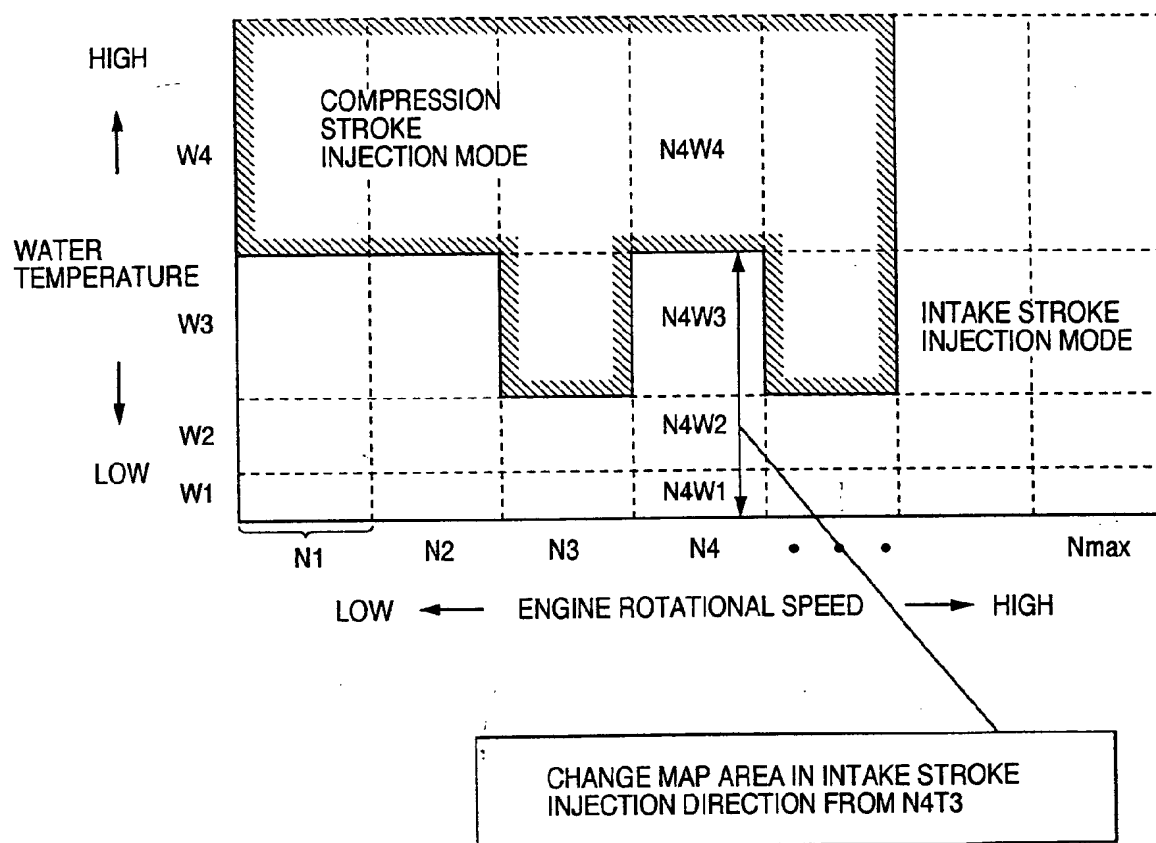 HIGH
COMPRESSION
STROKE
INJECTION MODE
W4
N4W4
WATER
TEMPERATURE
W3
N4W3
INTAKE STROKE
INJECTION MODE
W2
N4W2
LOW
W1
N4W1
N1
N2
N3
N4
• • •
Nmax
LOW
ENGINE ROTATIONAL SPEED
HIGH
CHANGE MAP AREA IN INTAKE STROKE
INJECTION DIRECTION FROM N4T3